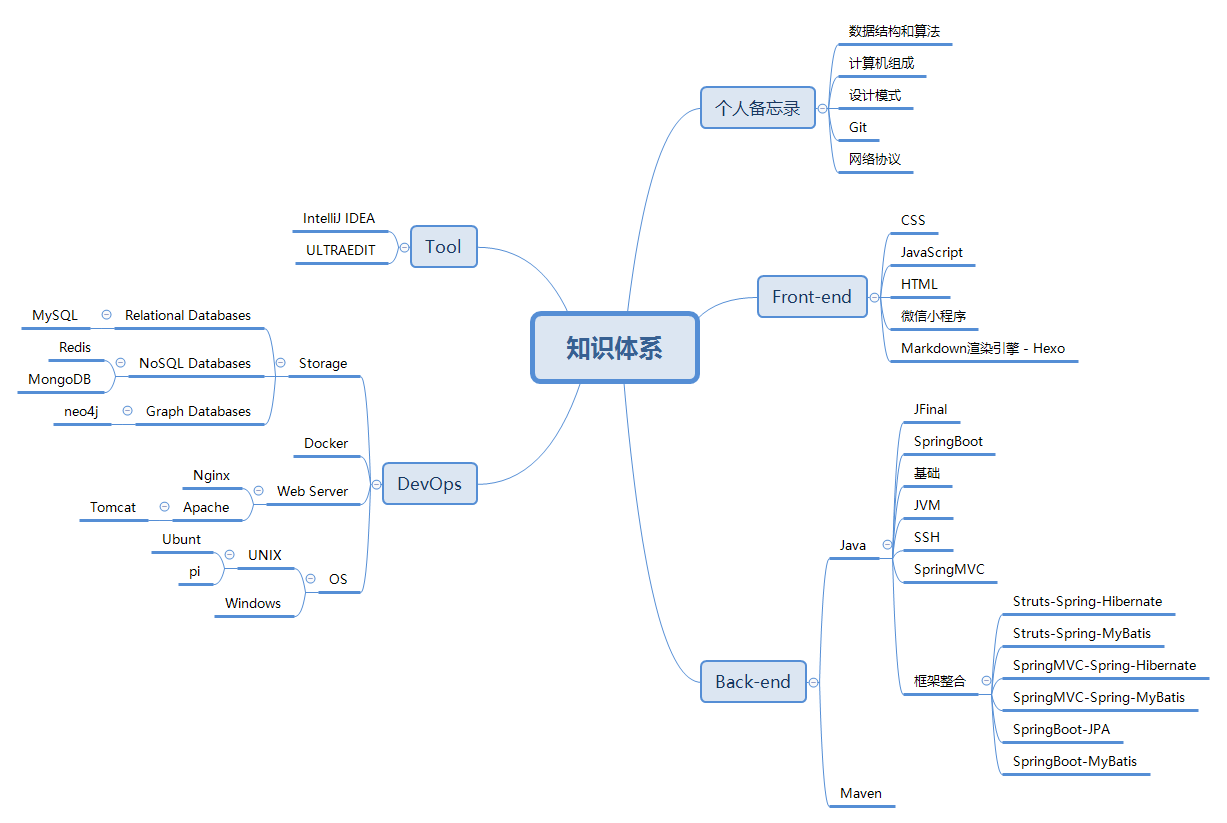 知识体系
个人备忘录
数据结构和算法
计算机组成
设计模式
Git
网络协议
Front-end
CSS
JavaScript
HTML
微信小程序
Markdown渲染引擎 - Hexo
Back-end
Java
JFinal
SpringBoot
基础
JVM
SSH
SpringMVC
框架整合
Struts-Spring-Hibernate
Struts-Spring-MyBatis
SpringMVC-Spring-Hibernate
SpringMVC-Spring-MyBatis
SpringBoot-JPA
SpringBoot-MyBatis
Maven
Tool
IntelliJ IDEA
ULTRAEDIT
DevOps
Storage
Relational Databases
MySQL
NoSQL Databases
Redis
MongoDB
Graph Databases
neo4j
Docker
Web Server
Nginx
Apache
Tomcat
OS
UNIX
Ubunt
pi
Windows